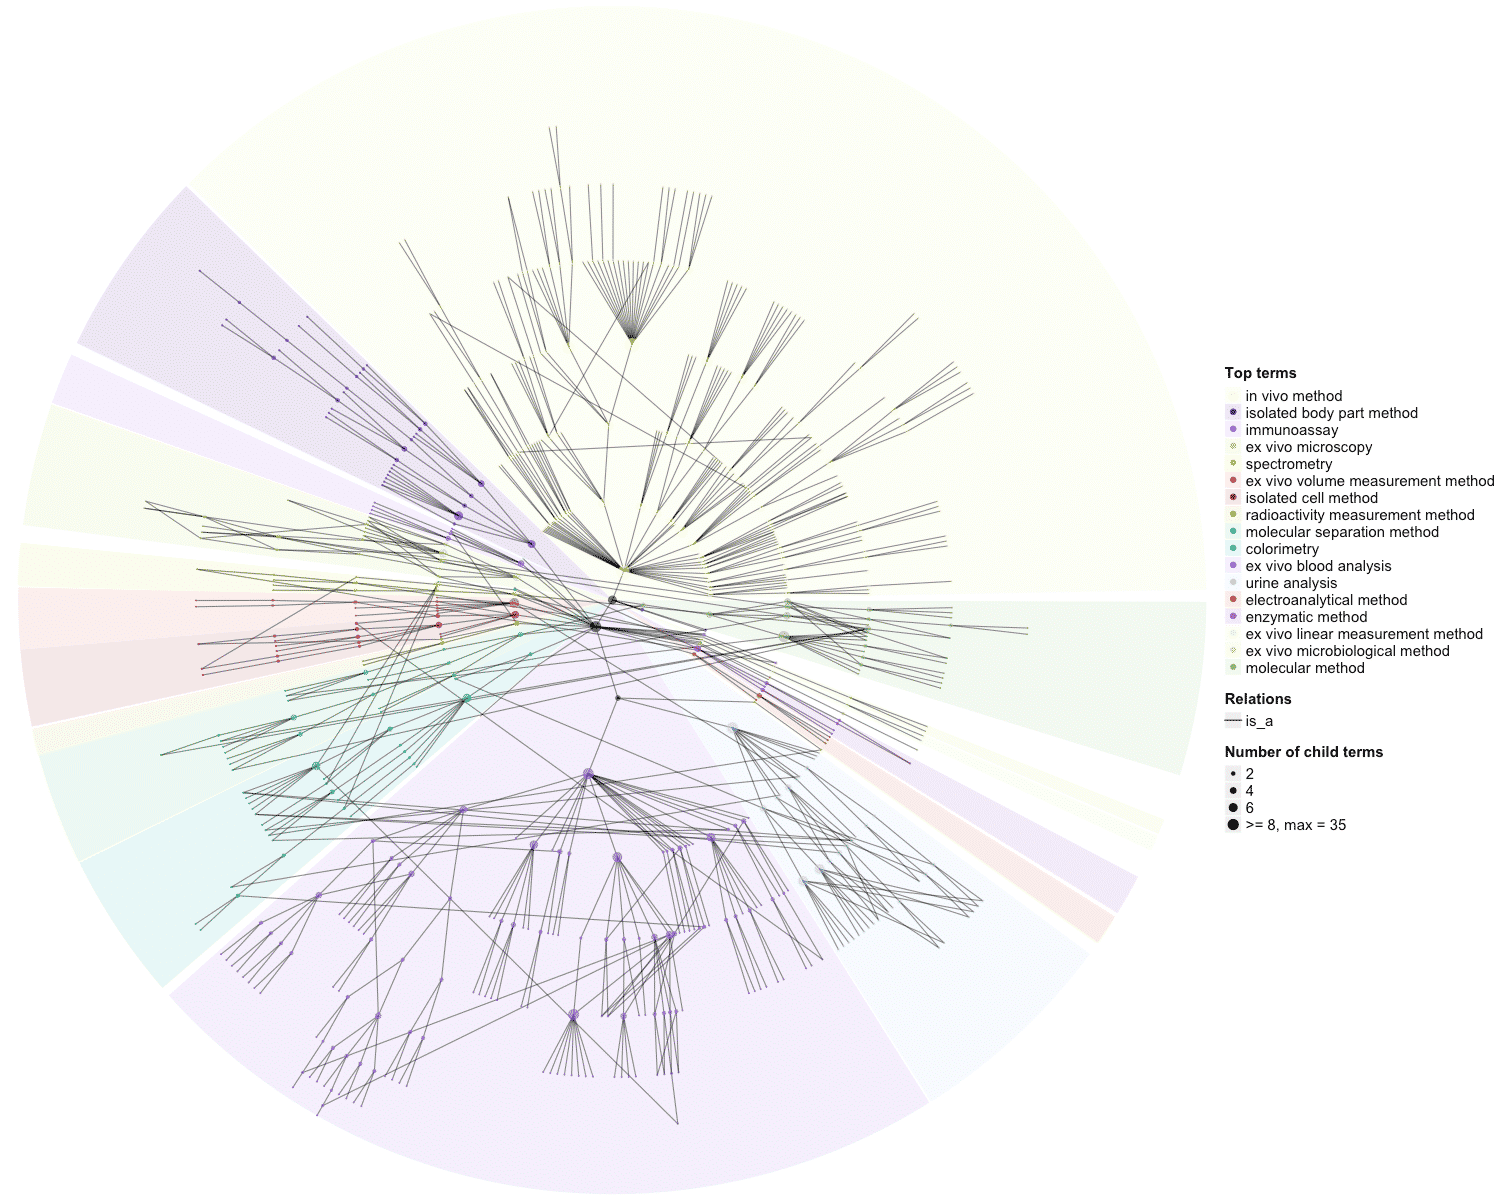 Top terms
in vivo method
isolated body part method
immunoassay
ex vivo microscopy
spectrometry
ex vivo volume measurement method
isolated cell method
radioactivity measurement method
molecular separation method
colorimetry
ex vivo blood analysis
urine analysis
electroanalytical method
enzymatic method
ex vivo linear measurement method
ex vivo microbiological method
molecular method
Relations
is_a
Number of child terms
2
4
6
>= 8, max = 35